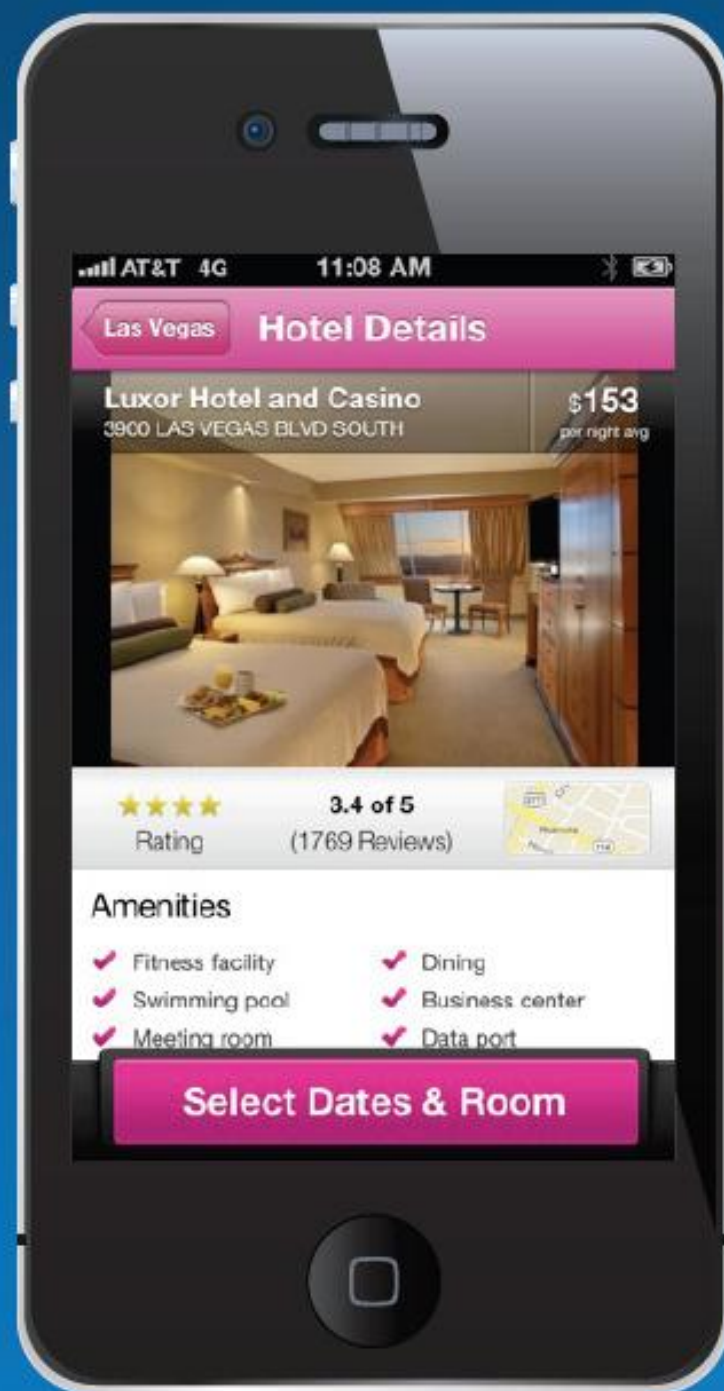 AT&T 4G 11:08 AM
Las Vegas Hotel Details
Luxor Hotel and Casino $153
3900 LAS VEGAS BLVD SOUTH per night avg
3.4 of 5
Rating (1769 Reviews)
Amenities
Fitness facility Dining
Swimming pool Business center
Meeting room Data port
Select Dates & Room